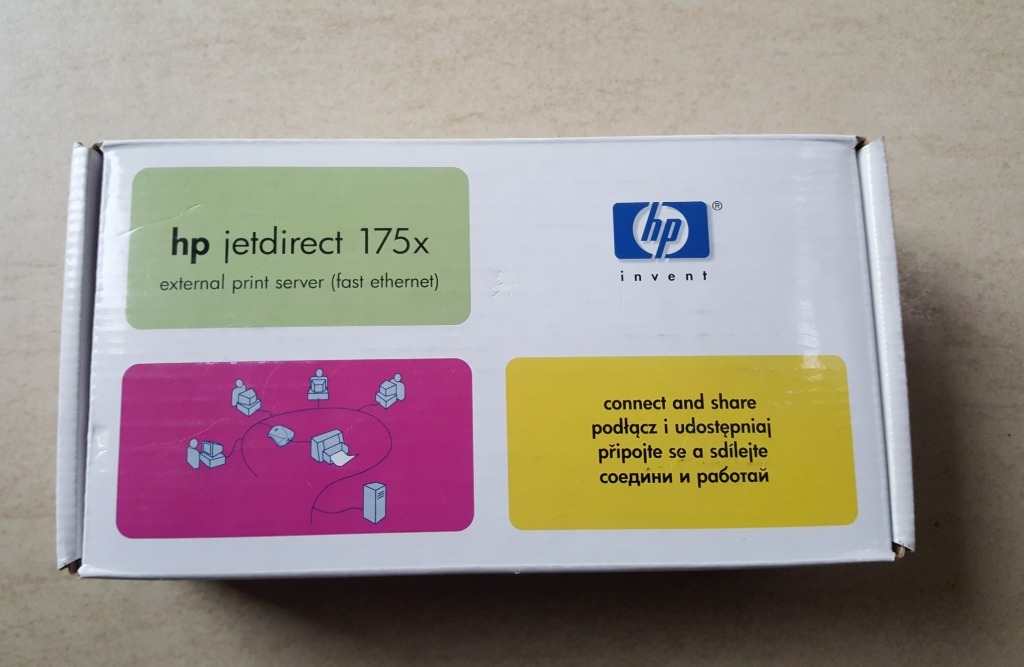 hp jetdirect 175x
external print server (fast ethernet)
hp®
invent
connect and share
podłącz i udostępniaj
připojte se a sdílejte
соедини и работай